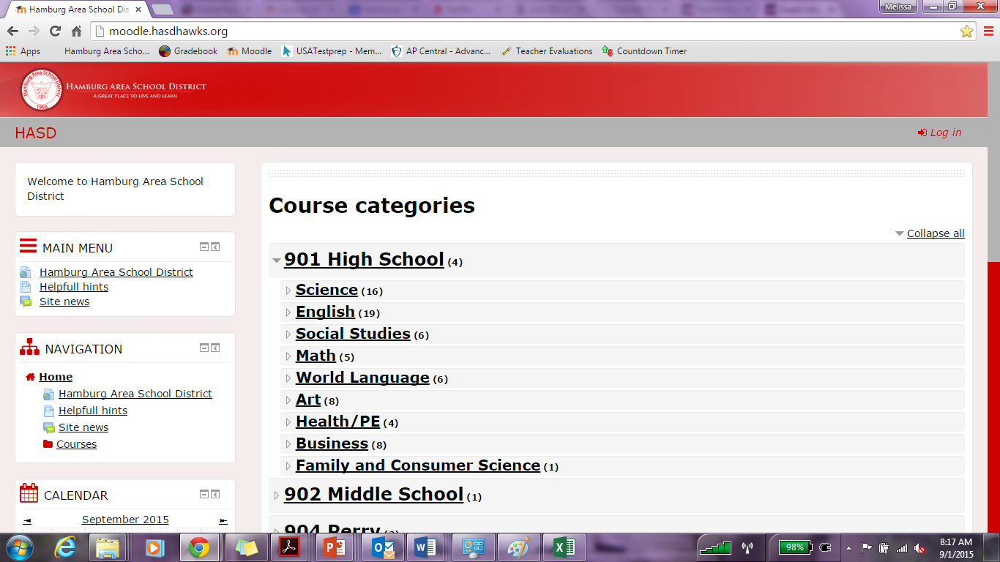 Hamburg Area School Dis
Melissa
moodle.hasdhawks.org
Apps
Hamburg Area Scho...
Gradebook
Moodle
USATestprep - Mem...
AP Central - Advanc...
Teacher Evaluations
Countdown Timer
Hamburg Area School District
1958
HAMBURG AREA SCHOOL DISTRICT
A GREAT PLACE TO LIVE AND LEARN
HASD
Log in
Welcome to Hamburg Area School
District
MAIN MENU
Hamburg Area School District
Helpfull hints
Site news
NAVIGATION
Home
Hamburg Area School District
Helpfull hints
Site news
Courses
CALENDAR
◄ September 2015 ►
Course categories
Collapse all
901 High School (4)
Science (16)
English (19)
Social Studies (6)
Math (5)
World Language (6)
Art (8)
Health/PE (4)
Business (8)
Family and Consumer Science (1)
902 Middle School (1)
904 Perry
98%
8:17 AM
9/1/2015